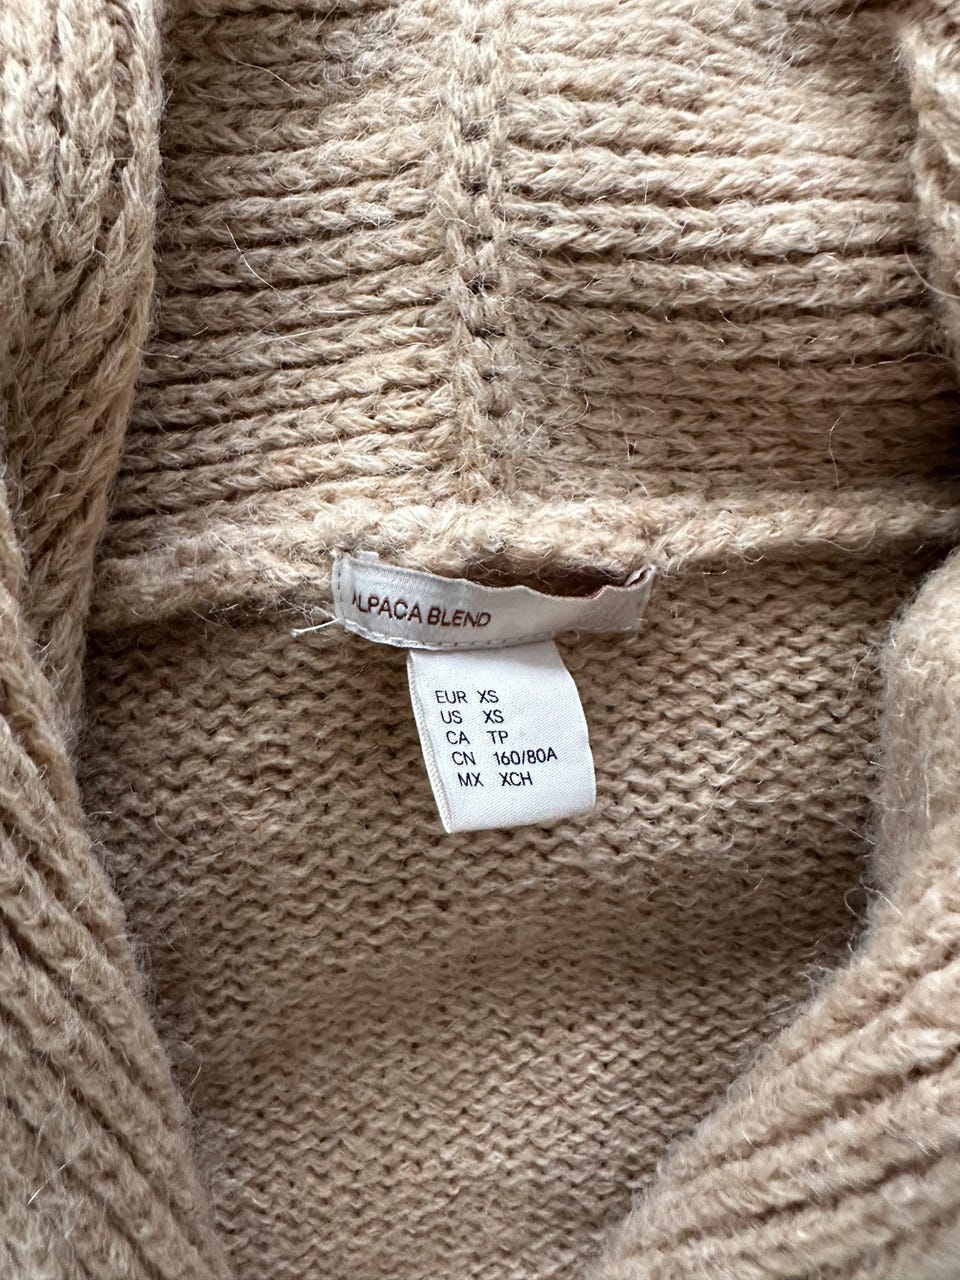 ALPACA BLEND
EUR XS
US XS
CA TP
CN 160/80A
MX XCH